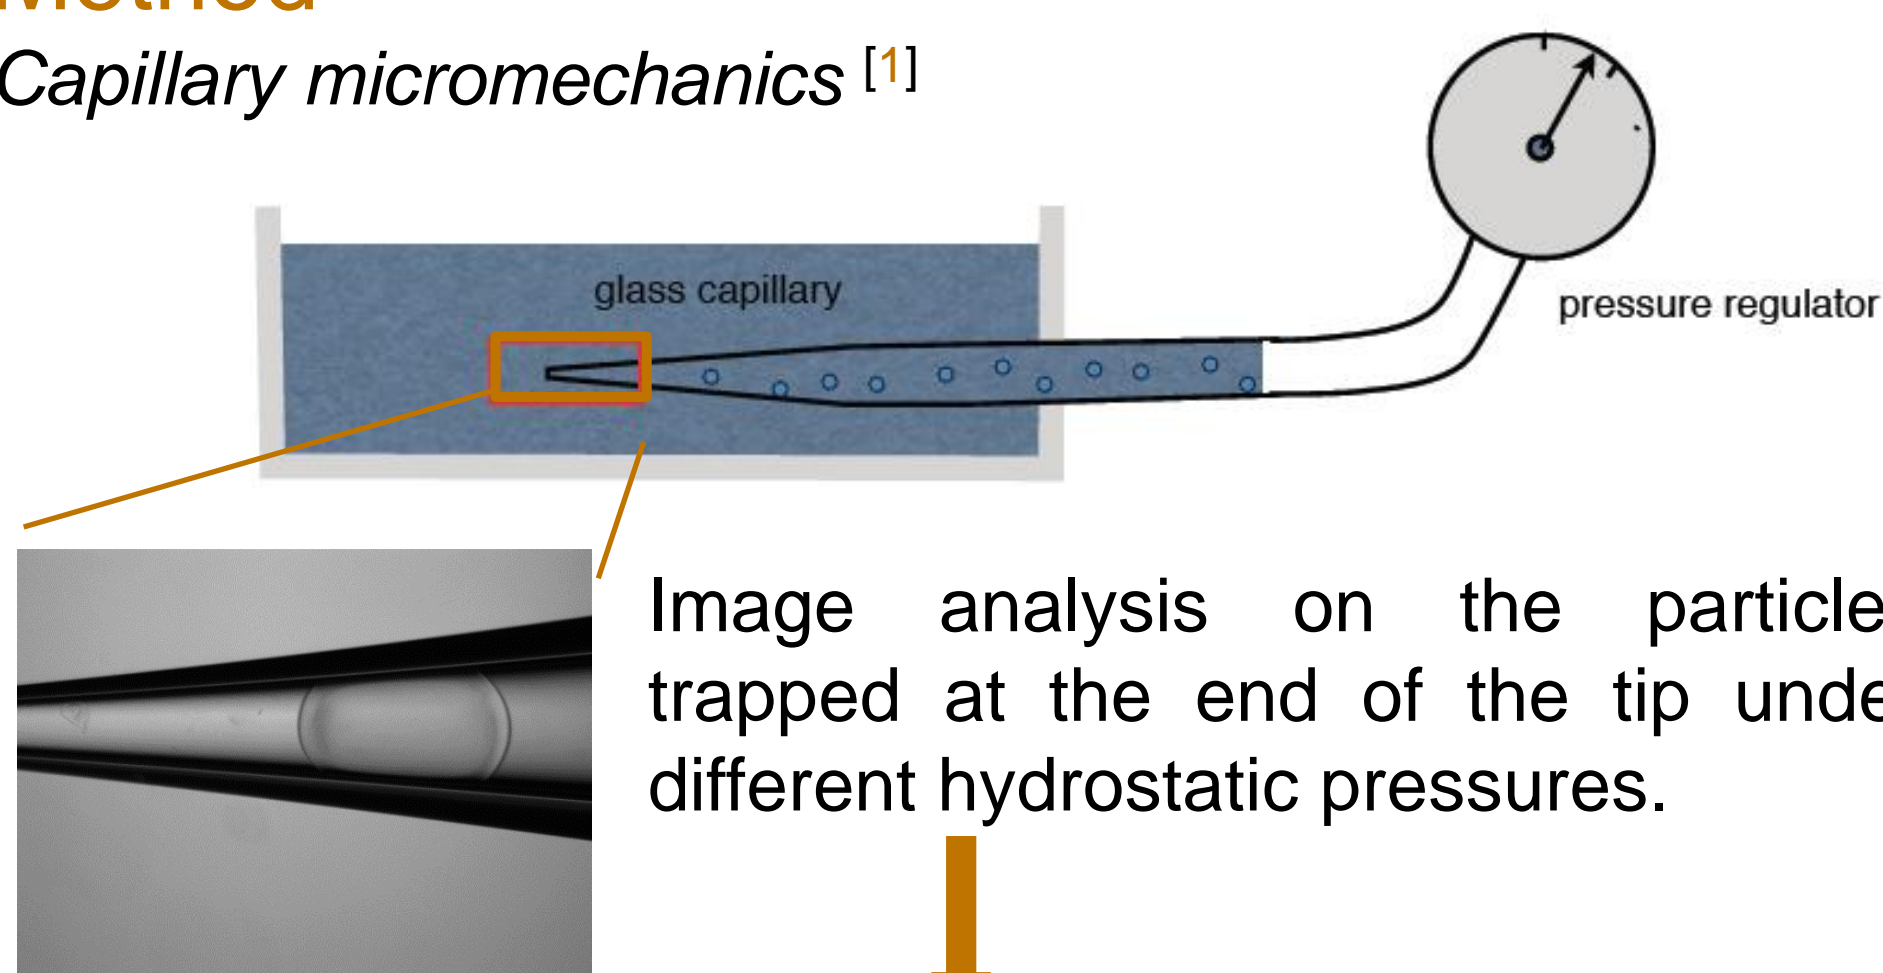 Method
Capillary micromechanics [1]
glass capillary
pressure regulator
Image analysis on the particle
trapped at the end of the tip unde
different hydrostatic pressures.